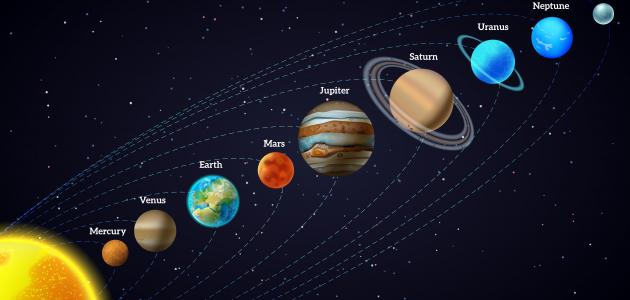 Mercury
Venus
Earth
Mars
Jupiter
Saturn
Uranus
Neptune